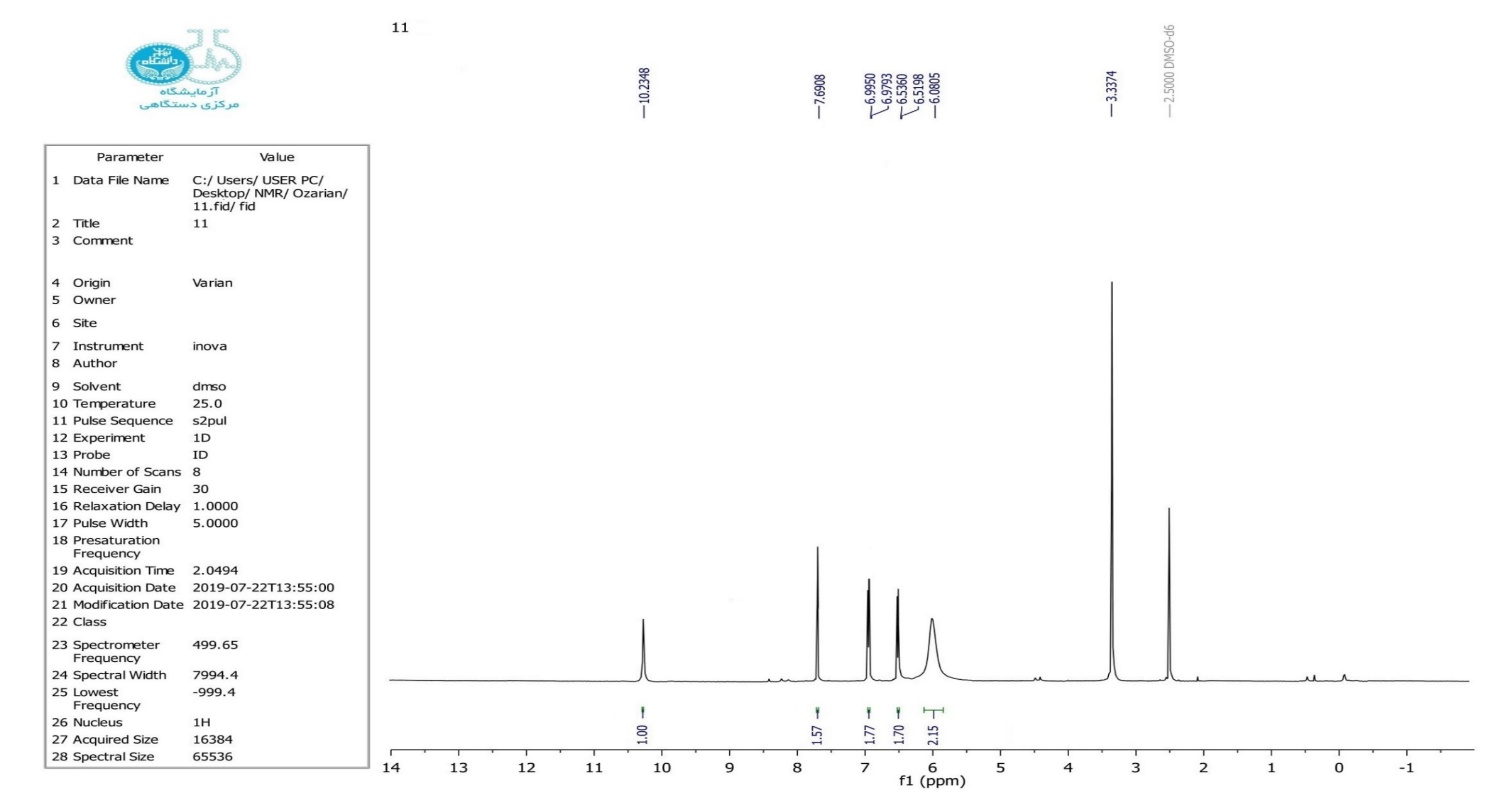 11
دانشگاه تهران
آزمایشگاه
مرکزی دستگاهی
10.2348
7.6908
6.9950
6.9793
6.5360
6.5198
6.0805
3.3374
2.5000 DMSO-d6
Parameter Value
1 Data File Name C:/ Users/ USER PC/
Desktop/ NMR/ Ozarian/
11.fid/ fid
2 Title 11
3 Comment
4 Origin Varian
5 Owner
6 Site
7 Instrument inova
8 Author
9 Solvent dmso
10 Temperature 25.0
11 Pulse Sequence s2pul
12 Experiment 1D
13 Probe ID
14 Number of Scans 8
15 Receiver Gain 30
16 Relaxation Delay 1.0000
17 Pulse Width 5.0000
18 Presaturation
Frequency
19 Acquisition Time 2.0494
20 Acquisition Date 2019-07-22T13:55:00
21 Modification Date 2019-07-22T13:55:08
22 Class
23 Spectrometer 499.65
Frequency
24 Spectral Width 7994.4
25 Lowest -999.4
Frequency
26 Nucleus 1H
27 Acquired Size 16384
28 Spectral Size 65536
1.00
1.57
1.77
1.70
2.15
14 13 12 11 10 9 8 7 6 5 4 3 2 1 0 -1
f1 (ppm)